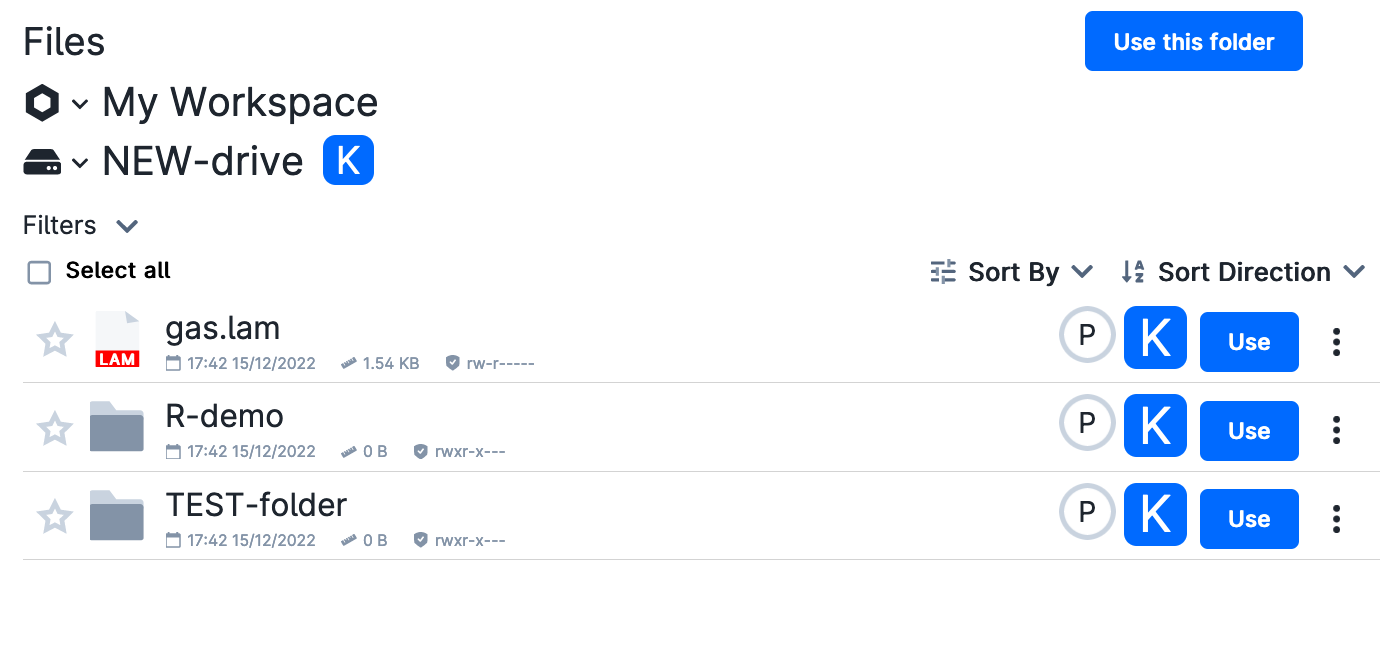 Files
Use this folder
My Workspace
NEW-drive K
Filters
Select all
Sort By
Sort Direction
gas.lam
LAM
17:42 15/12/2022 1.54 KB rw-r-----
P K Use
R-demo
17:42 15/12/2022 0 B rwxr-x---
P K Use
TEST-folder
17:42 15/12/2022 0 B rwxr-x---
P K Use